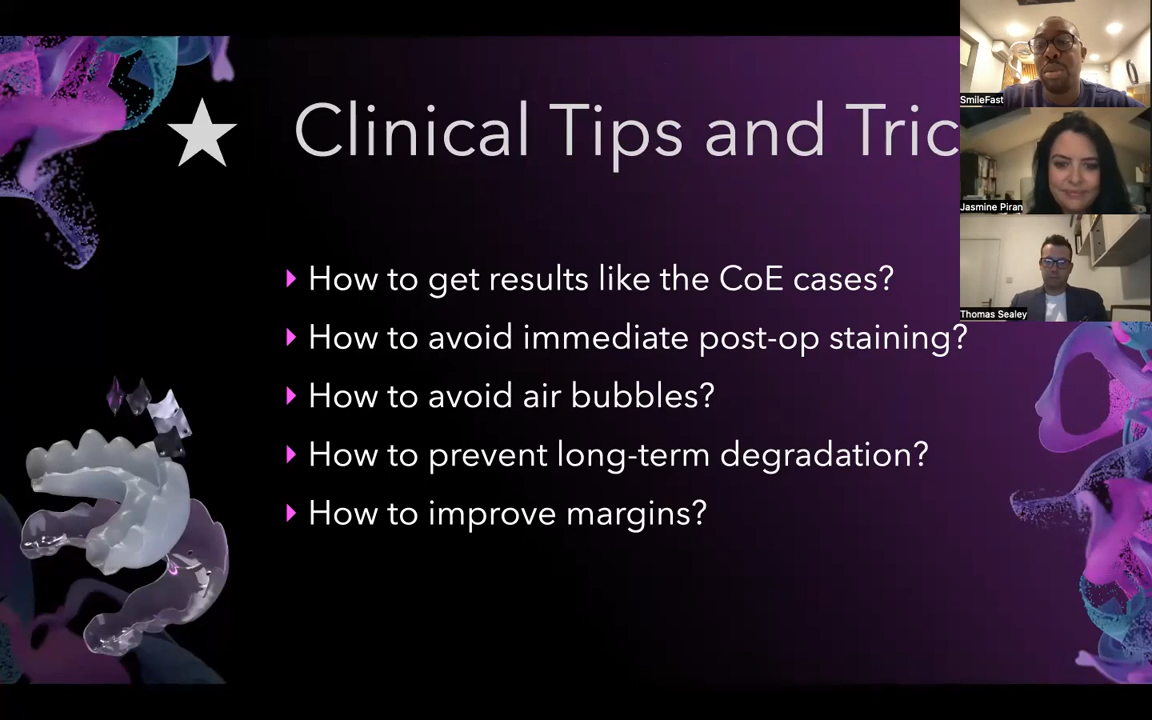 Clinical Tips and Tric
How to get results like the CoE cases?
How to avoid immediate post-op staining?
How to avoid air bubbles?
How to prevent long-term degradation?
How to improve margins?
SmileFast
Jasmine Piran
Thomas Sealey